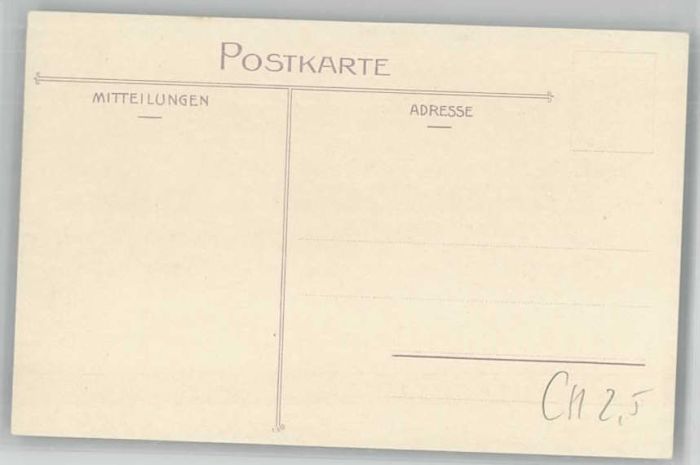 POSTKARTE
MITTEILUNGEN
ADRESSE
CH 2,5